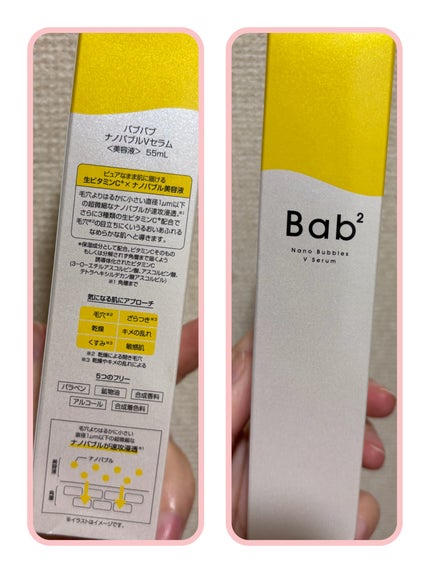 バブバブ
ナノバブルVセラム
<美容液> 55mL
ピュアなまま肌に届ける
生ビタミンC*×ナノバブル美容液
毛穴よりはるかに小さい直径1μm以下
の超微細なナノバブルが速攻浸透。※1
さらに3種類の生ビタミンC*配合で
毛穴※2の目立ちにくいうるおいあふれる
なめらかな肌へと導きます。
*保湿成分として配合、ビタミンCそのもの
もしくは分解されず角層まで届くよう
誘導体化されたビタミンC
(3-O-エチルアスコルビン酸、アスコルビン酸、
テトラヘキシルデカン酸アスコルビル)
※1 角層まで
気になる肌にアプローチ
毛穴※2 ざらつき※3
乾燥 キメの乱れ
くすみ※3 敏感肌
※2 乾燥による開き毛穴
※3 乾燥やキメの乱れによる
5つのフリー
パラベン 鉱物油 合成香料
アルコール 合成着色料
毛穴よりはるかに小さい
直径1μm以下の超微細な
ナノバブルが速攻浸透※1
ナノバブル
美容液
角層
※イラストはイメージです。
Bab2
Nano Bubbles
V Serum